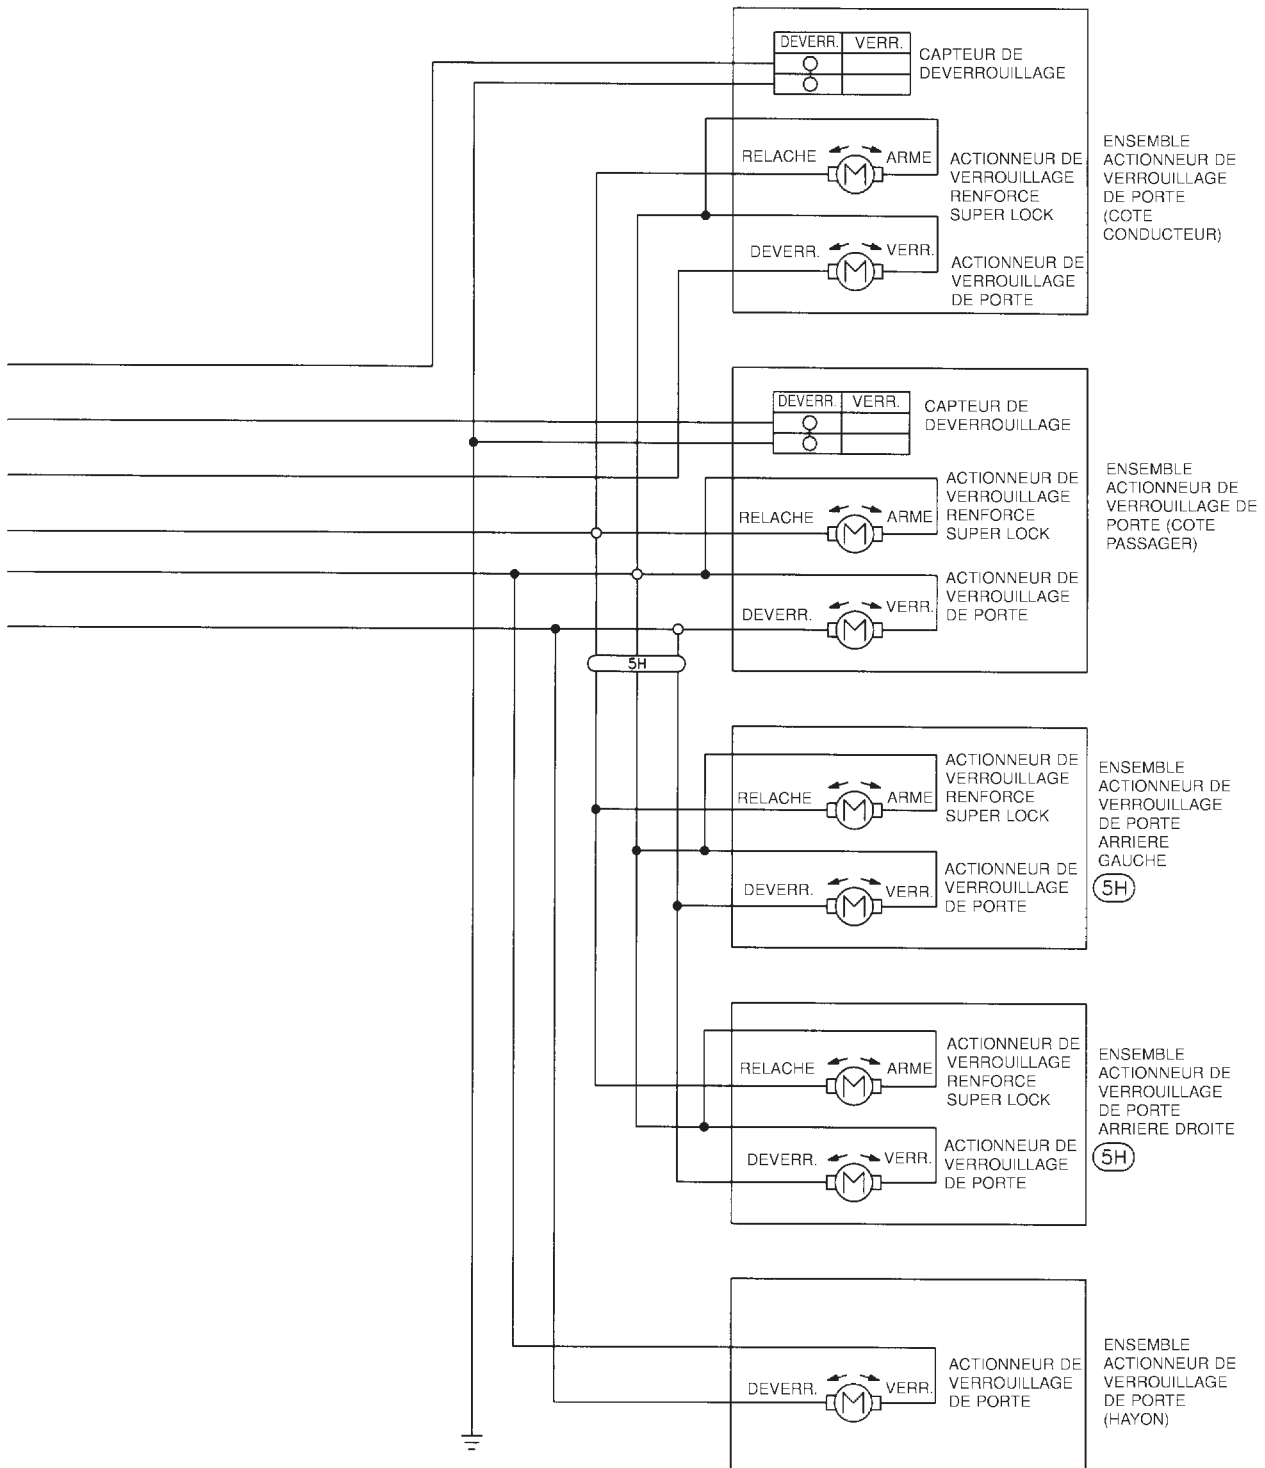 DEVERR. VERR.
CAPTEUR DE
DEVERROUILLAGE
RELACHE
ARME
M
ACTIONNEUR DE
VERROUILLAGE
RENFORCE
SUPER LOCK
DEVERR.
VERR.
M
ACTIONNEUR DE
VERROUILLAGE
DE PORTE
ENSEMBLE
ACTIONNEUR DE
VERROUILLAGE
DE PORTE
(COTE
CONDUCTEUR)
DEVERR. VERR.
CAPTEUR DE
DEVERROUILLAGE
RELACHE
ARME
M
ACTIONNEUR DE
VERROUILLAGE
RENFORCE
SUPER LOCK
DEVERR.
VERR.
M
ACTIONNEUR DE
VERROUILLAGE
DE PORTE
ENSEMBLE
ACTIONNEUR DE
VERROUILLAGE DE
PORTE (COTE
PASSAGER)
5H
RELACHE
ARME
M
ACTIONNEUR DE
VERROUILLAGE
RENFORCE
SUPER LOCK
DEVERR.
VERR.
M
ACTIONNEUR DE
VERROUILLAGE
DE PORTE
ENSEMBLE
ACTIONNEUR DE
VERROUILLAGE
DE PORTE
ARRIERE
GAUCHE
5H
RELACHE
ARME
M
ACTIONNEUR DE
VERROUILLAGE
RENFORCE
SUPER LOCK
DEVERR.
VERR.
M
ACTIONNEUR DE
VERROUILLAGE
DE PORTE
ENSEMBLE
ACTIONNEUR DE
VERROUILLAGE
DE PORTE
ARRIERE DROITE
5H
DEVERR.
VERR.
M
ACTIONNEUR DE
VERROUILLAGE
DE PORTE
ENSEMBLE
ACTIONNEUR DE
VERROUILLAGE
DE PORTE
(HAYON)